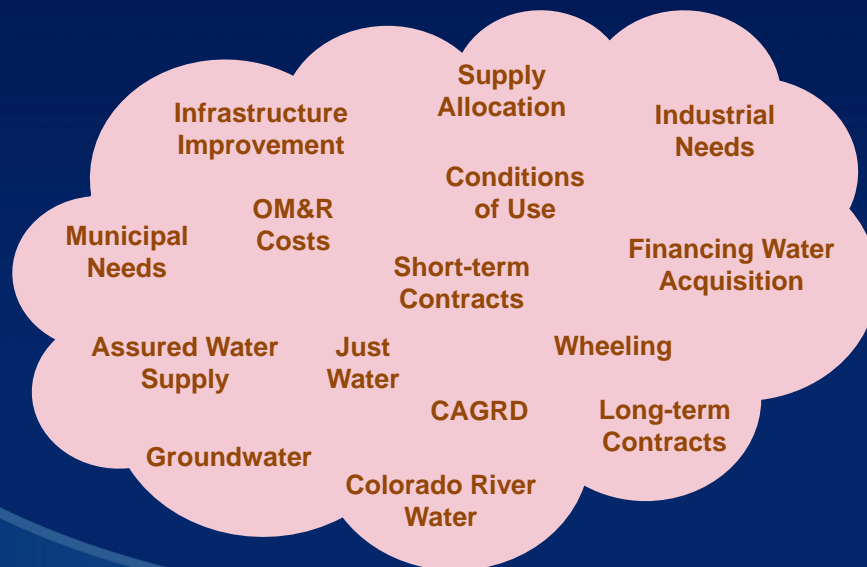 Supply
Allocation
Infrastructure
Improvement
Industrial
Needs
Conditions
of Use
OM&R
Costs
Municipal
Needs
Financing Water
Acquisition
Short-term
Contracts
Assured Water
Supply
Just
Water
Wheeling
CAGRD
Long-term
Contracts
Groundwater
Colorado River
Water